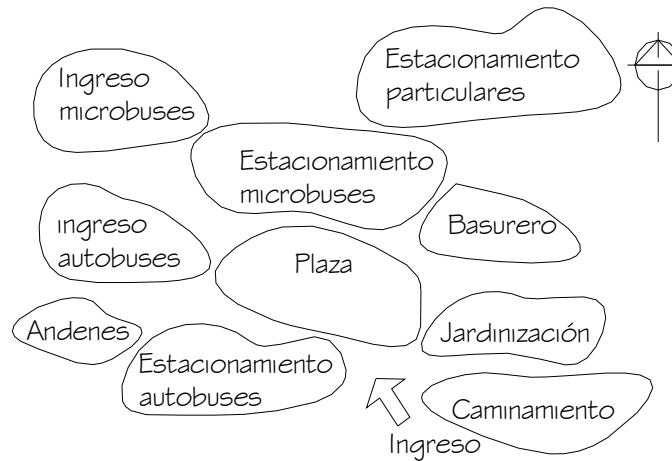 Estacionamiento
particulares
Ingreso
microbuses
Estacionamiento
microbuses
ingreso
autobuses
Basurero
Plaza
Andenes
Jardinización
Estacionamiento
autobuses
Caminamiento
Ingreso